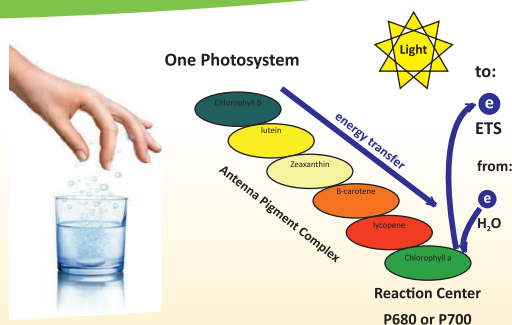 One Photosystem
Light
to:
e
ETS
from:
e
H₂O
Chlorophyll b
lutein
Zeaxanthin
B-carotene
lycopene
Chlorophyll a
energy transfer
Antenna Pigment Complex
Reaction Center
P680 or P700